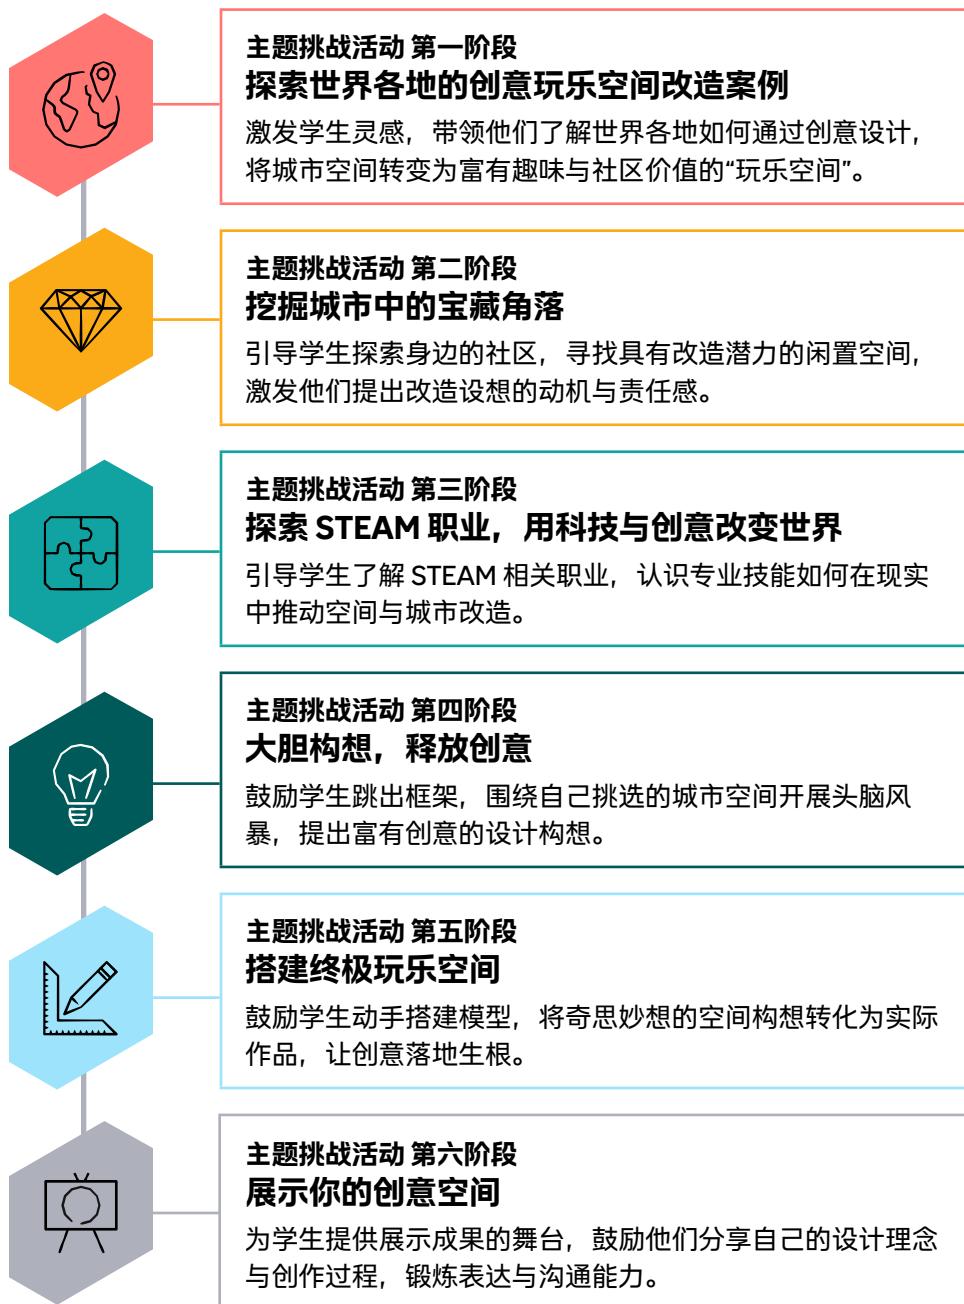 主题挑战活动 第一阶段
探索世界各地的创意玩乐空间改造案例
激发学生灵感，带领他们了解世界各地如何通过创意设计，
将城市空间转变为富有趣味与社区价值的“玩乐空间”。
主题挑战活动 第二阶段
挖掘城市中的宝藏角落
引导学生探索身边的社区，寻找具有改造潜力的闲置空间，
激发他们提出改造设想的动机与责任感。
主题挑战活动 第三阶段
探索 STEAM 职业，用科技与创意改变世界
引导学生了解 STEAM 相关职业，认识专业技能如何在现实
中推动空间与城市改造。
主题挑战活动 第四阶段
大胆构想，释放创意
鼓励学生跳出框架，围绕自己挑选的城市空间开展头脑风
暴，提出富有创意的设计构想。
主题挑战活动 第五阶段
搭建终极玩乐空间
鼓励学生动手搭建模型，将奇思妙想的空间构想转化为实际
作品，让创意落地生根。
主题挑战活动 第六阶段
展示你的创意空间
为学生提供展示成果的舞台，鼓励他们分享自己的设计理念
与创作过程，锻炼表达与沟通能力。